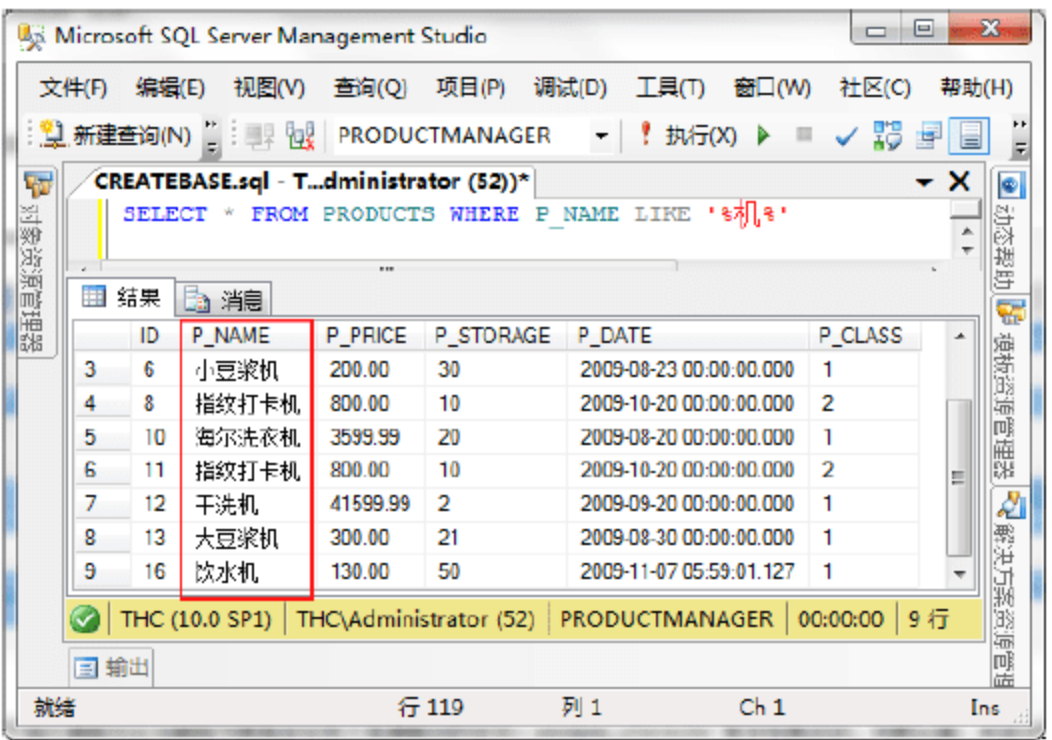 Microsoft SQL Server Management Studio
文件(F) 编辑(E) 视图(V) 查询(Q) 项目(P) 调试(D) 工具(T) 窗口(W) 社区(C) 帮助(H)
新建查询(N) PRODUCTMANAGER 执行(X)
CREATEBASE.sql - T...dministrator (52))*
SELECT * FROM PRODUCTS WHERE P_NAME LIKE '%机%'
对象资源管理器
动态帮助
模板资源管理器
解决方案资源管理
结果 消息
ID P_NAME P_PRICE P_STORAGE P_DATE P_CLASS
3 6 小豆浆机 200.00 30 2009-08-23 00:00:00.000 1
4 8 指纹打卡机 800.00 10 2009-10-20 00:00:00.000 2
5 10 海尔洗衣机 3599.99 20 2009-08-20 00:00:00.000 1
6 11 指纹打卡机 800.00 10 2009-10-20 00:00:00.000 2
7 12 干洗机 41599.99 2 2009-09-20 00:00:00.000 1
8 13 大豆浆机 300.00 21 2009-08-30 00:00:00.000 1
9 16 饮水机 130.00 50 2009-11-07 05:59:01.127 1
THC (10.0 SP1) THC\Administrator (52) PRODUCTMANAGER 00:00:00 9 行
输出
就绪 行 119 列 1 Ch 1 Ins